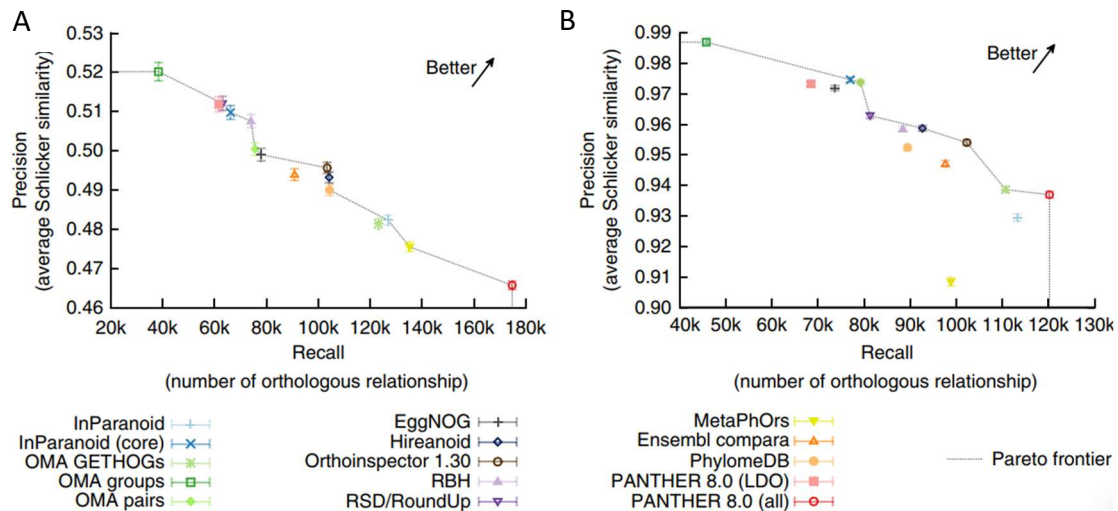 A
B
Precision
(average Schlicker similarity)
0.53
0.52
0.51
0.50
0.49
0.48
0.47
0.46
Better
20k 40k 60k 80k 100k 120k 140k 160k 180k
Recall
(number of orthologous relationship)
Precision
(average Schlicker similarity)
0.99
0.98
0.97
0.96
0.95
0.94
0.93
0.92
0.91
0.90
Better
40k 50k 60k 70k 80k 90k 100k 110k 120k 130k
Recall
(number of orthologous relationship)
InParanoid
InParanoid (core)
OMA GETHOGs
OMA groups
OMA pairs
EggNOG
Hireanoid
Orthoinspector 1.30
RBH
RSD/RoundUp
MetaPhOrs
Ensembl compara
PhylomeDB
PANTHER 8.0 (LDO)
PANTHER 8.0 (all)
Pareto frontier